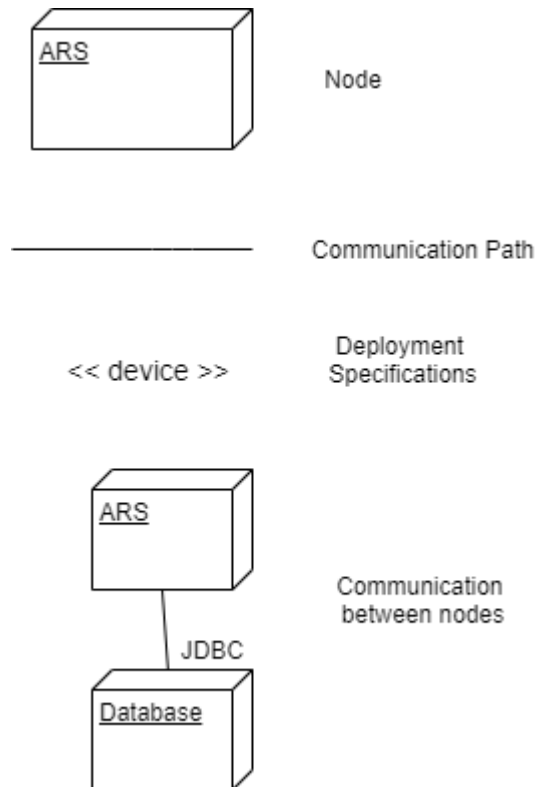 ARS
Node
Communication Path
<< device >>
Deployment
Specifications
ARS
Communication
between nodes
JDBC
Database